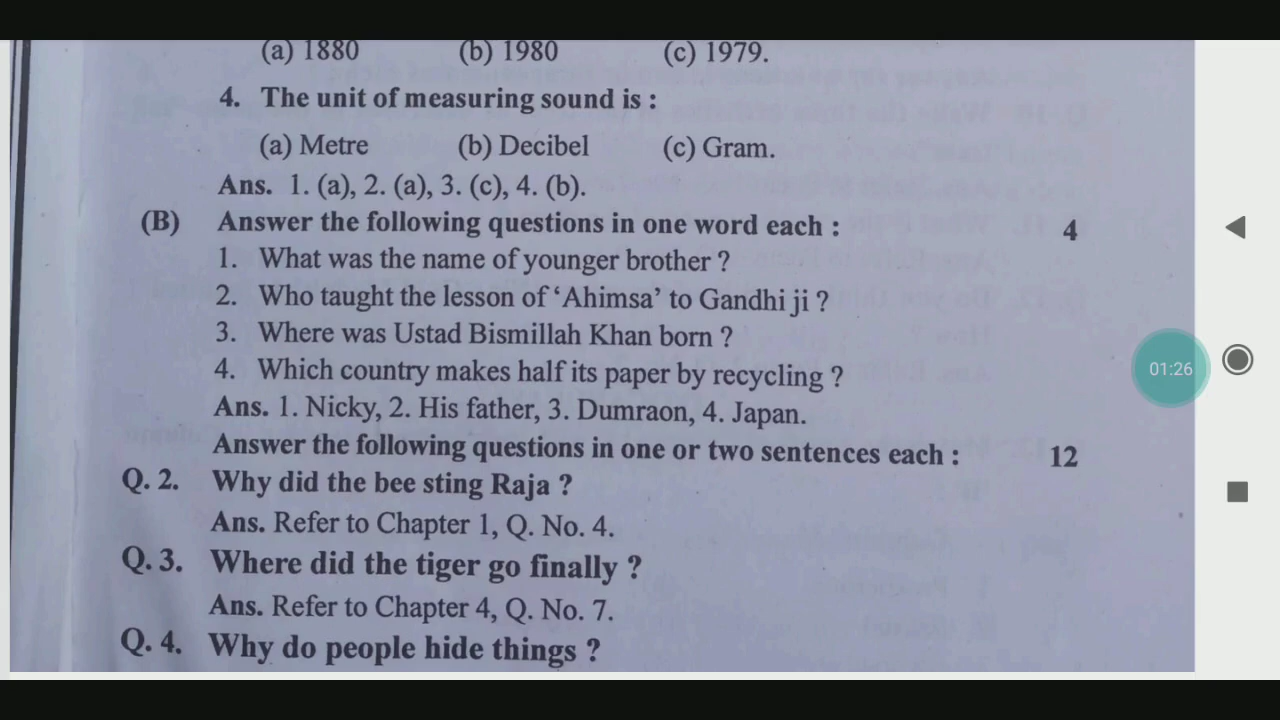 (a) 1880 (b) 1980 (c) 1979.
4. The unit of measuring sound is :
(a) Metre (b) Decibel (c) Gram.
Ans. 1. (a), 2. (a), 3. (c), 4. (b).
(B) Answer the following questions in one word each : 4
1. What was the name of younger brother ?
2. Who taught the lesson of ‘Ahimsa’ to Gandhi ji ?
3. Where was Ustad Bismillah Khan born ?
4. Which country makes half its paper by recycling ?
01:26
Ans. 1. Nicky, 2. His father, 3. Dumraon, 4. Japan.
Answer the following questions in one or two sentences each : 12
Q. 2. Why did the bee sting Raja ?
Ans. Refer to Chapter 1, Q. No. 4.
Q. 3. Where did the tiger go finally ?
Ans. Refer to Chapter 4, Q. No. 7.
Q. 4. Why do people hide things ?